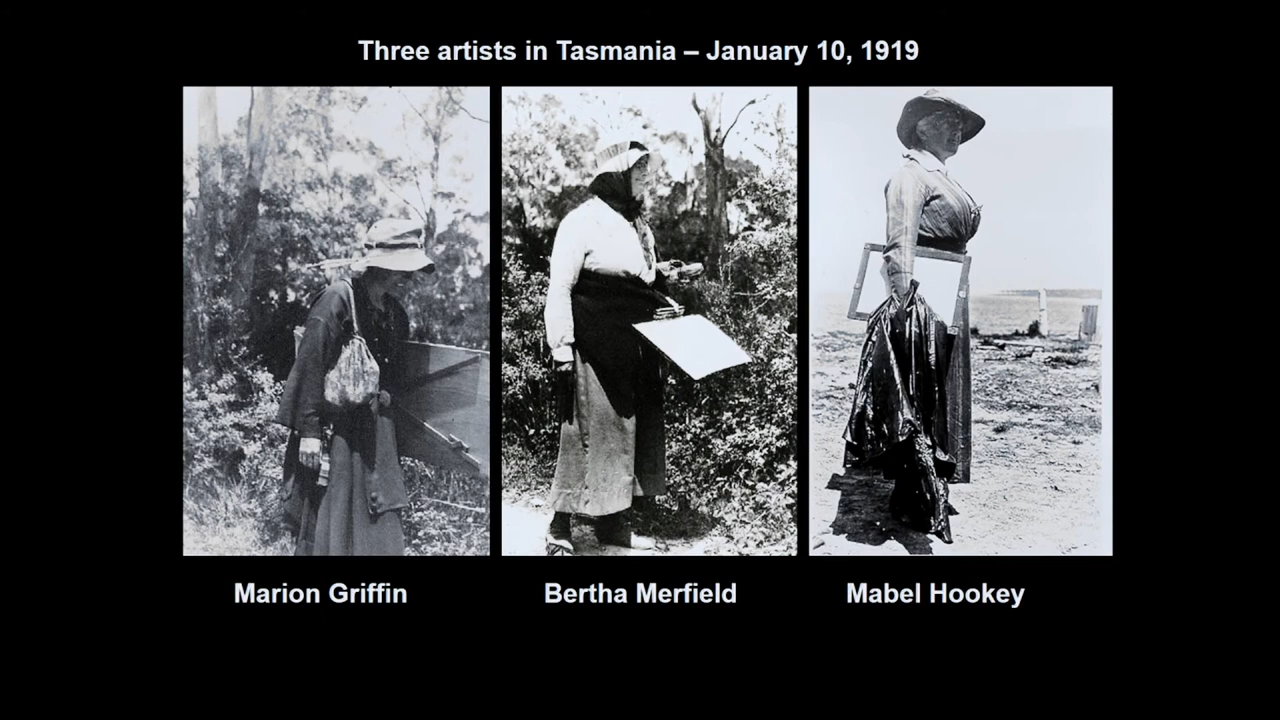 Three artists in Tasmania – January 10, 1919
Marion Griffin
Bertha Merfield
Mabel Hookey